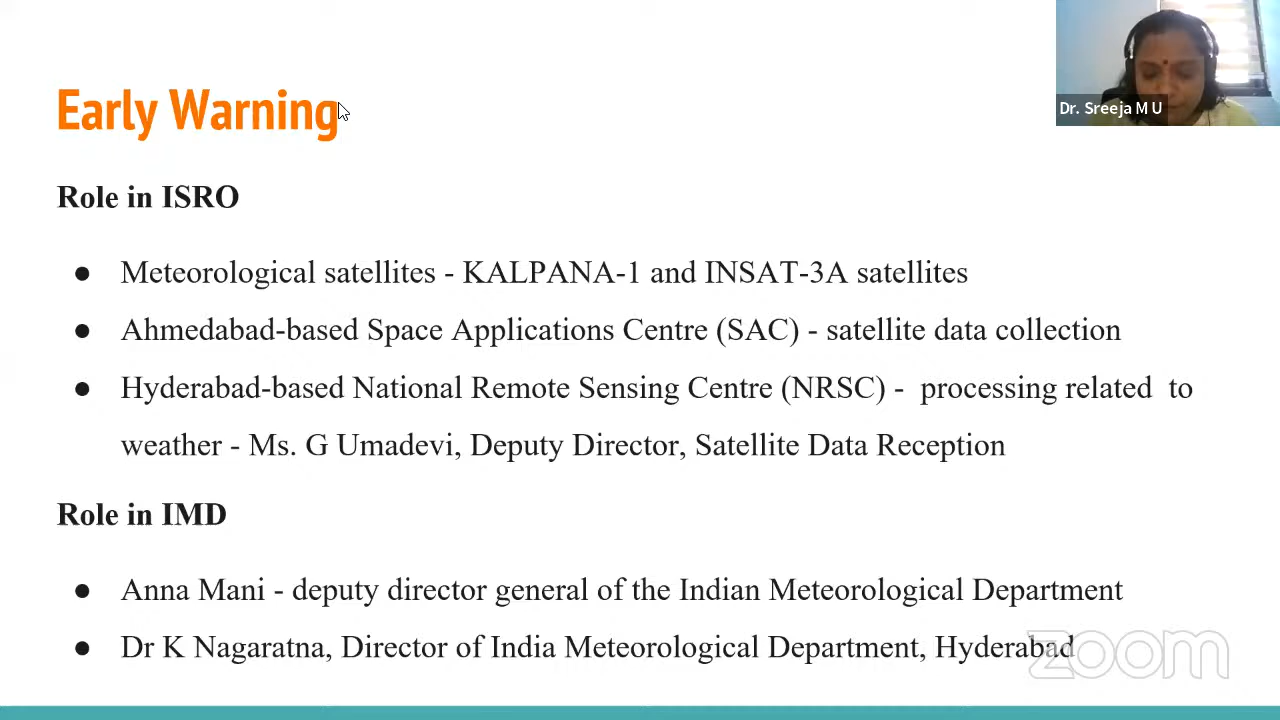 Dr. Sreeja M U
Early Warning
Role in ISRO
● Meteorological satellites - KALPANA-1 and INSAT-3A satellites
● Ahmedabad-based Space Applications Centre (SAC) - satellite data collection
● Hyderabad-based National Remote Sensing Centre (NRSC) - processing related to
weather - Ms. G Umadevi, Deputy Director, Satellite Data Reception
Role in IMD
● Anna Mani - deputy director general of the Indian Meteorological Department
● Dr K Nagaratna, Director of India Meteorological Department, Hyderabad
zoom